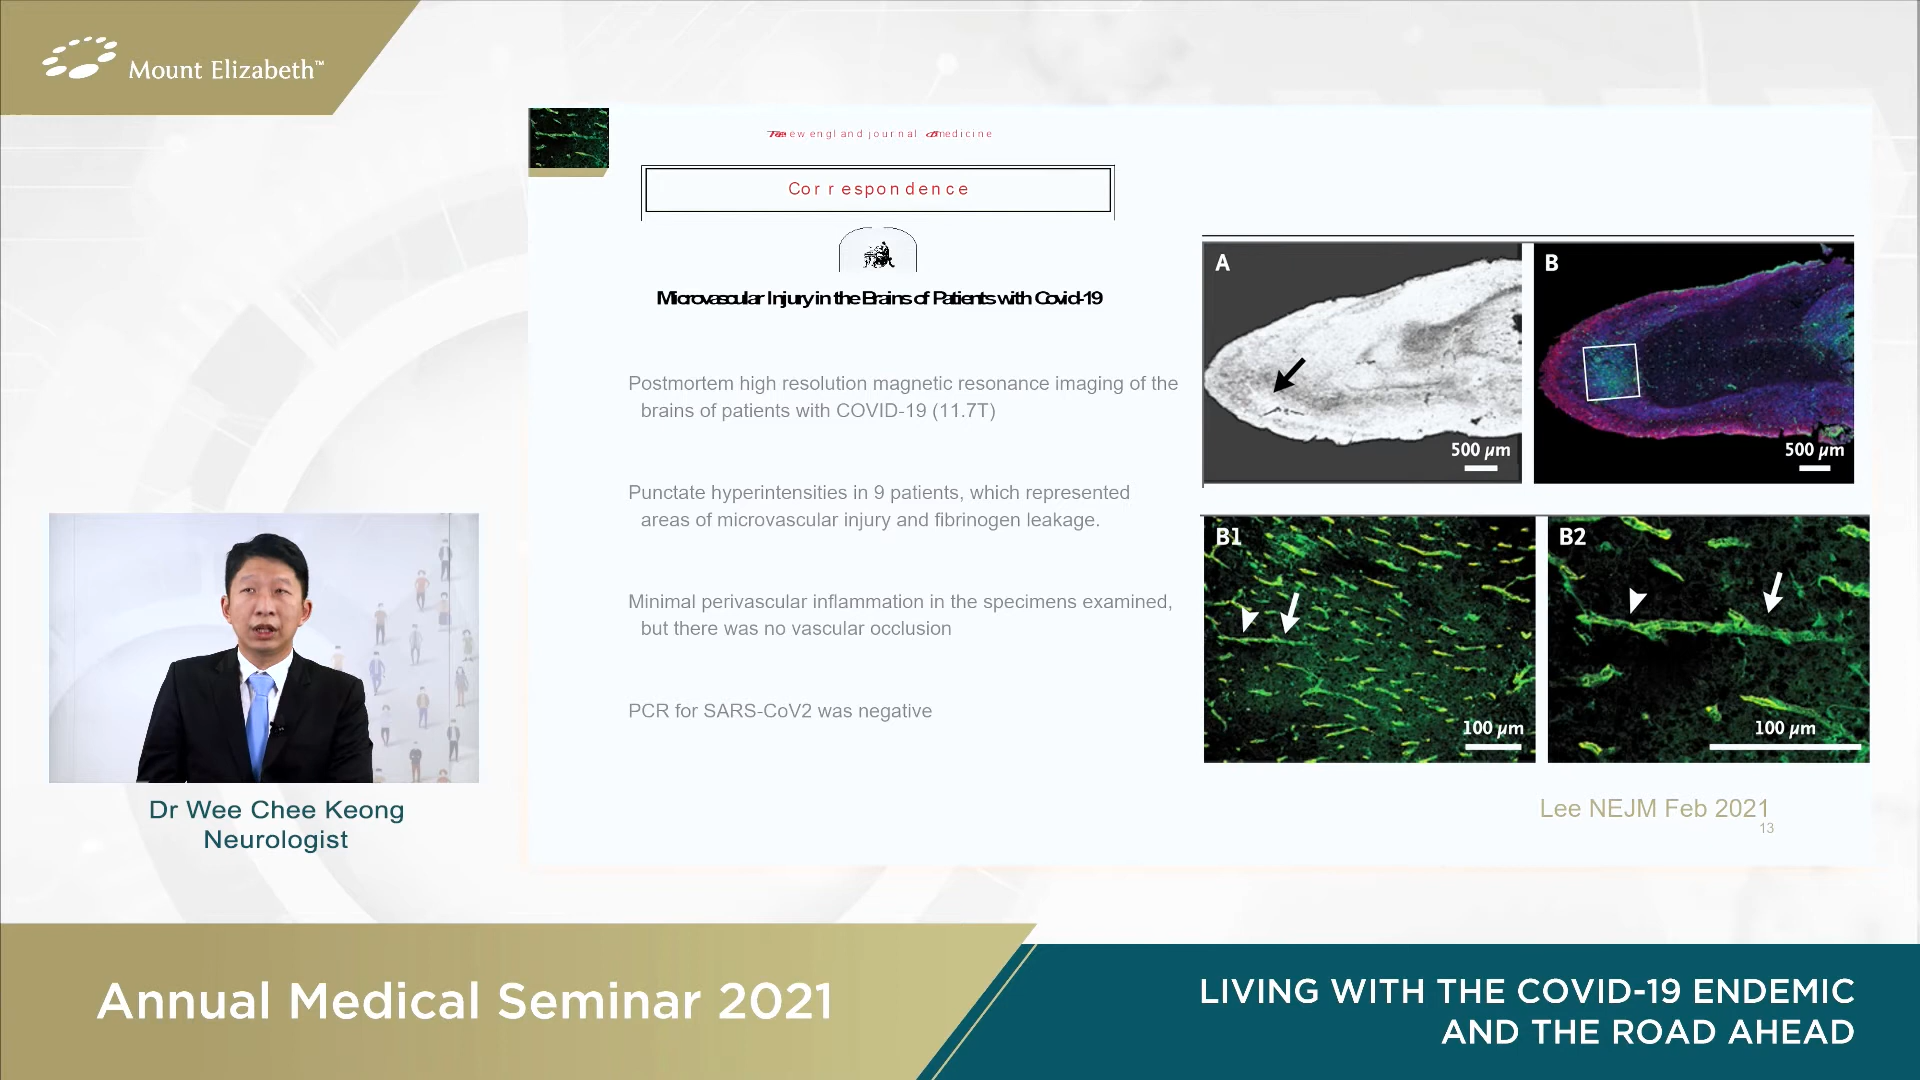 Mount Elizabeth™
new england journal medicine
Correspondence
Microvascular Injury in the Brains of Patients with Covid-19
Postmortem high resolution magnetic resonance imaging of the
brains of patients with COVID-19 (11.7T)
Punctate hyperintensities in 9 patients, which represented
areas of microvascular injury and fibrinogen leakage.
Minimal perivascular inflammation in the specimens examined,
but there was no vascular occlusion
PCR for SARS-CoV2 was negative
A
500 µm
B
500 µm
B1
100 µm
B2
100 µm
Lee NEJM Feb 2021
13
Dr Wee Chee Keong
Neurologist
Annual Medical Seminar 2021
LIVING WITH THE COVID-19 ENDEMIC
AND THE ROAD AHEAD